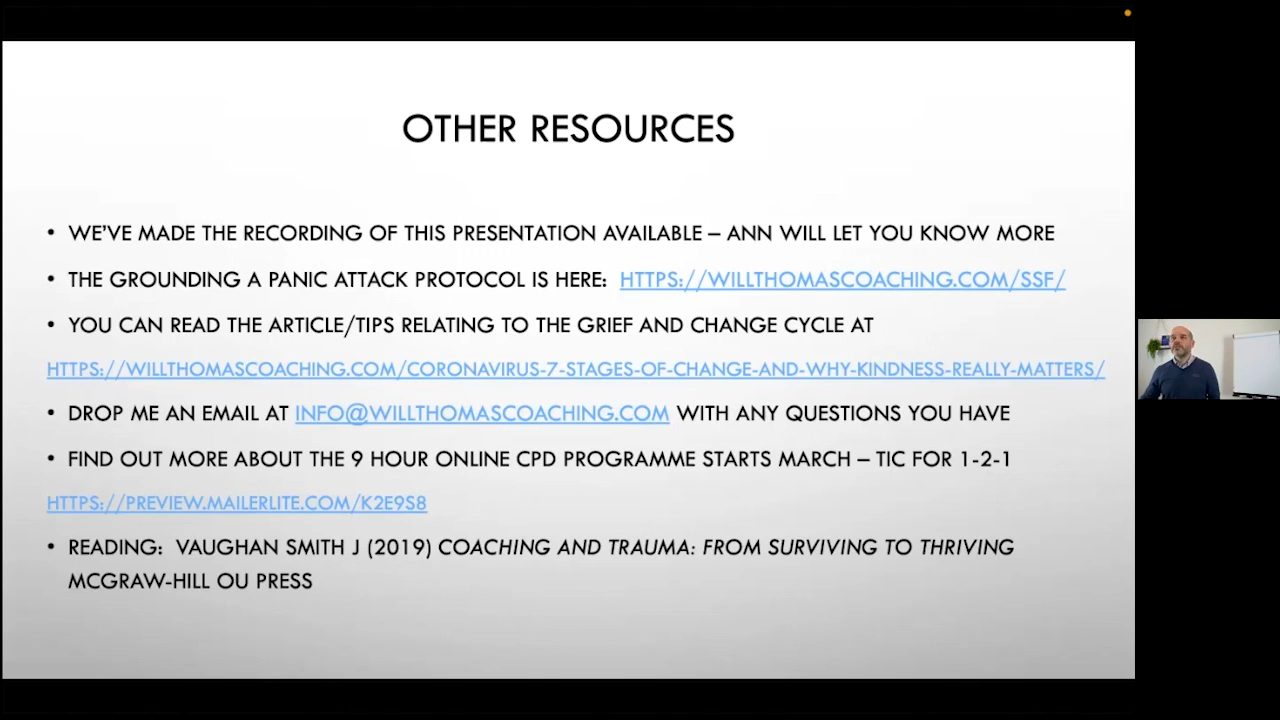 OTHER RESOURCES
• WE'VE MADE THE RECORDING OF THIS PRESENTATION AVAILABLE – ANN WILL LET YOU KNOW MORE
• THE GROUNDING A PANIC ATTACK PROTOCOL IS HERE: HTTPS://WILLTHOMASCOACHING.COM/SSF/
• YOU CAN READ THE ARTICLE/TIPS RELATING TO THE GRIEF AND CHANGE CYCLE AT
HTTPS://WILLTHOMASCOACHING.COM/CORONAVIRUS-7-STAGES-OF-CHANGE-AND-WHY-KINDNESS-REALLY-MATTERS/
• DROP ME AN EMAIL AT INFO@WILLTHOMASCOACHING.COM WITH ANY QUESTIONS YOU HAVE
• FIND OUT MORE ABOUT THE 9 HOUR ONLINE CPD PROGRAMME STARTS MARCH – TIC FOR 1-2-1
HTTPS://PREVIEW.MAILERLITE.COM/K2E9S8
• READING: VAUGHAN SMITH J (2019) COACHING AND TRAUMA: FROM SURVIVING TO THRIVING
MCGRAW-HILL OU PRESS